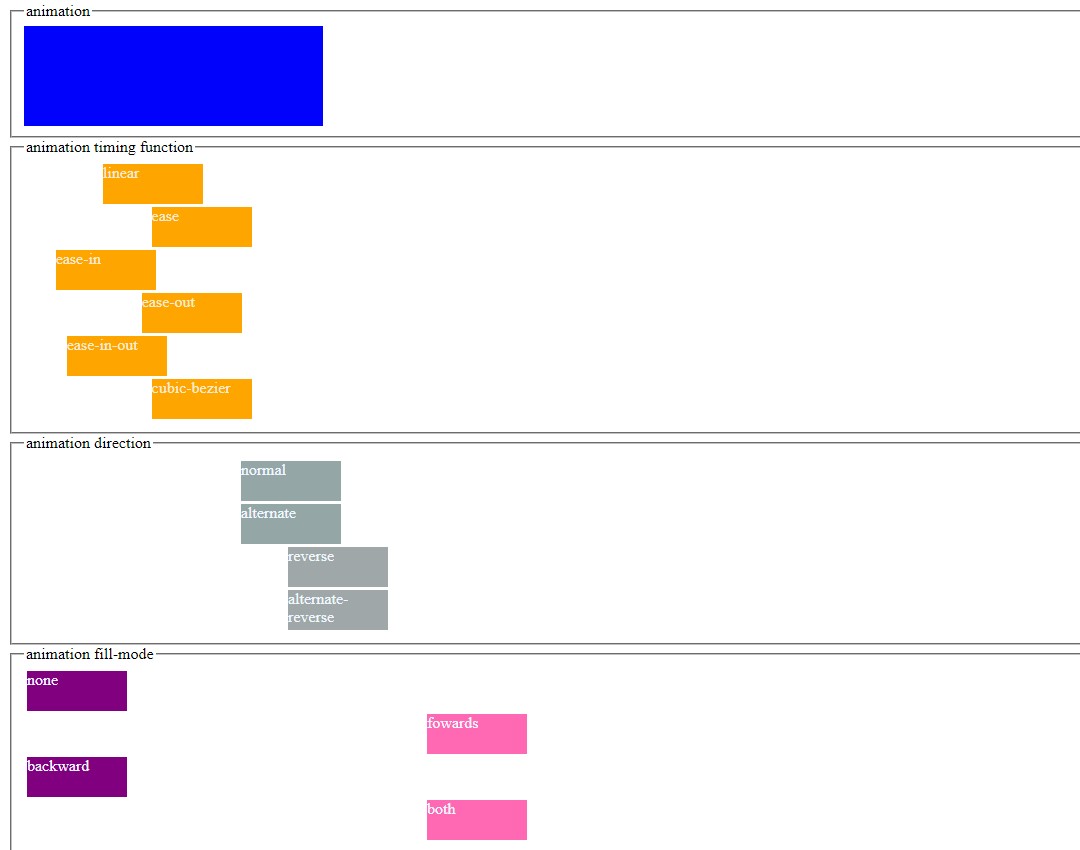 animation
animation timing function
linear
ease
ease-in
ease-out
ease-in-out
cubic-bezier
animation direction
normal
alternate
reverse
alternate-
reverse
animation fill-mode
none
fowards
backward
both